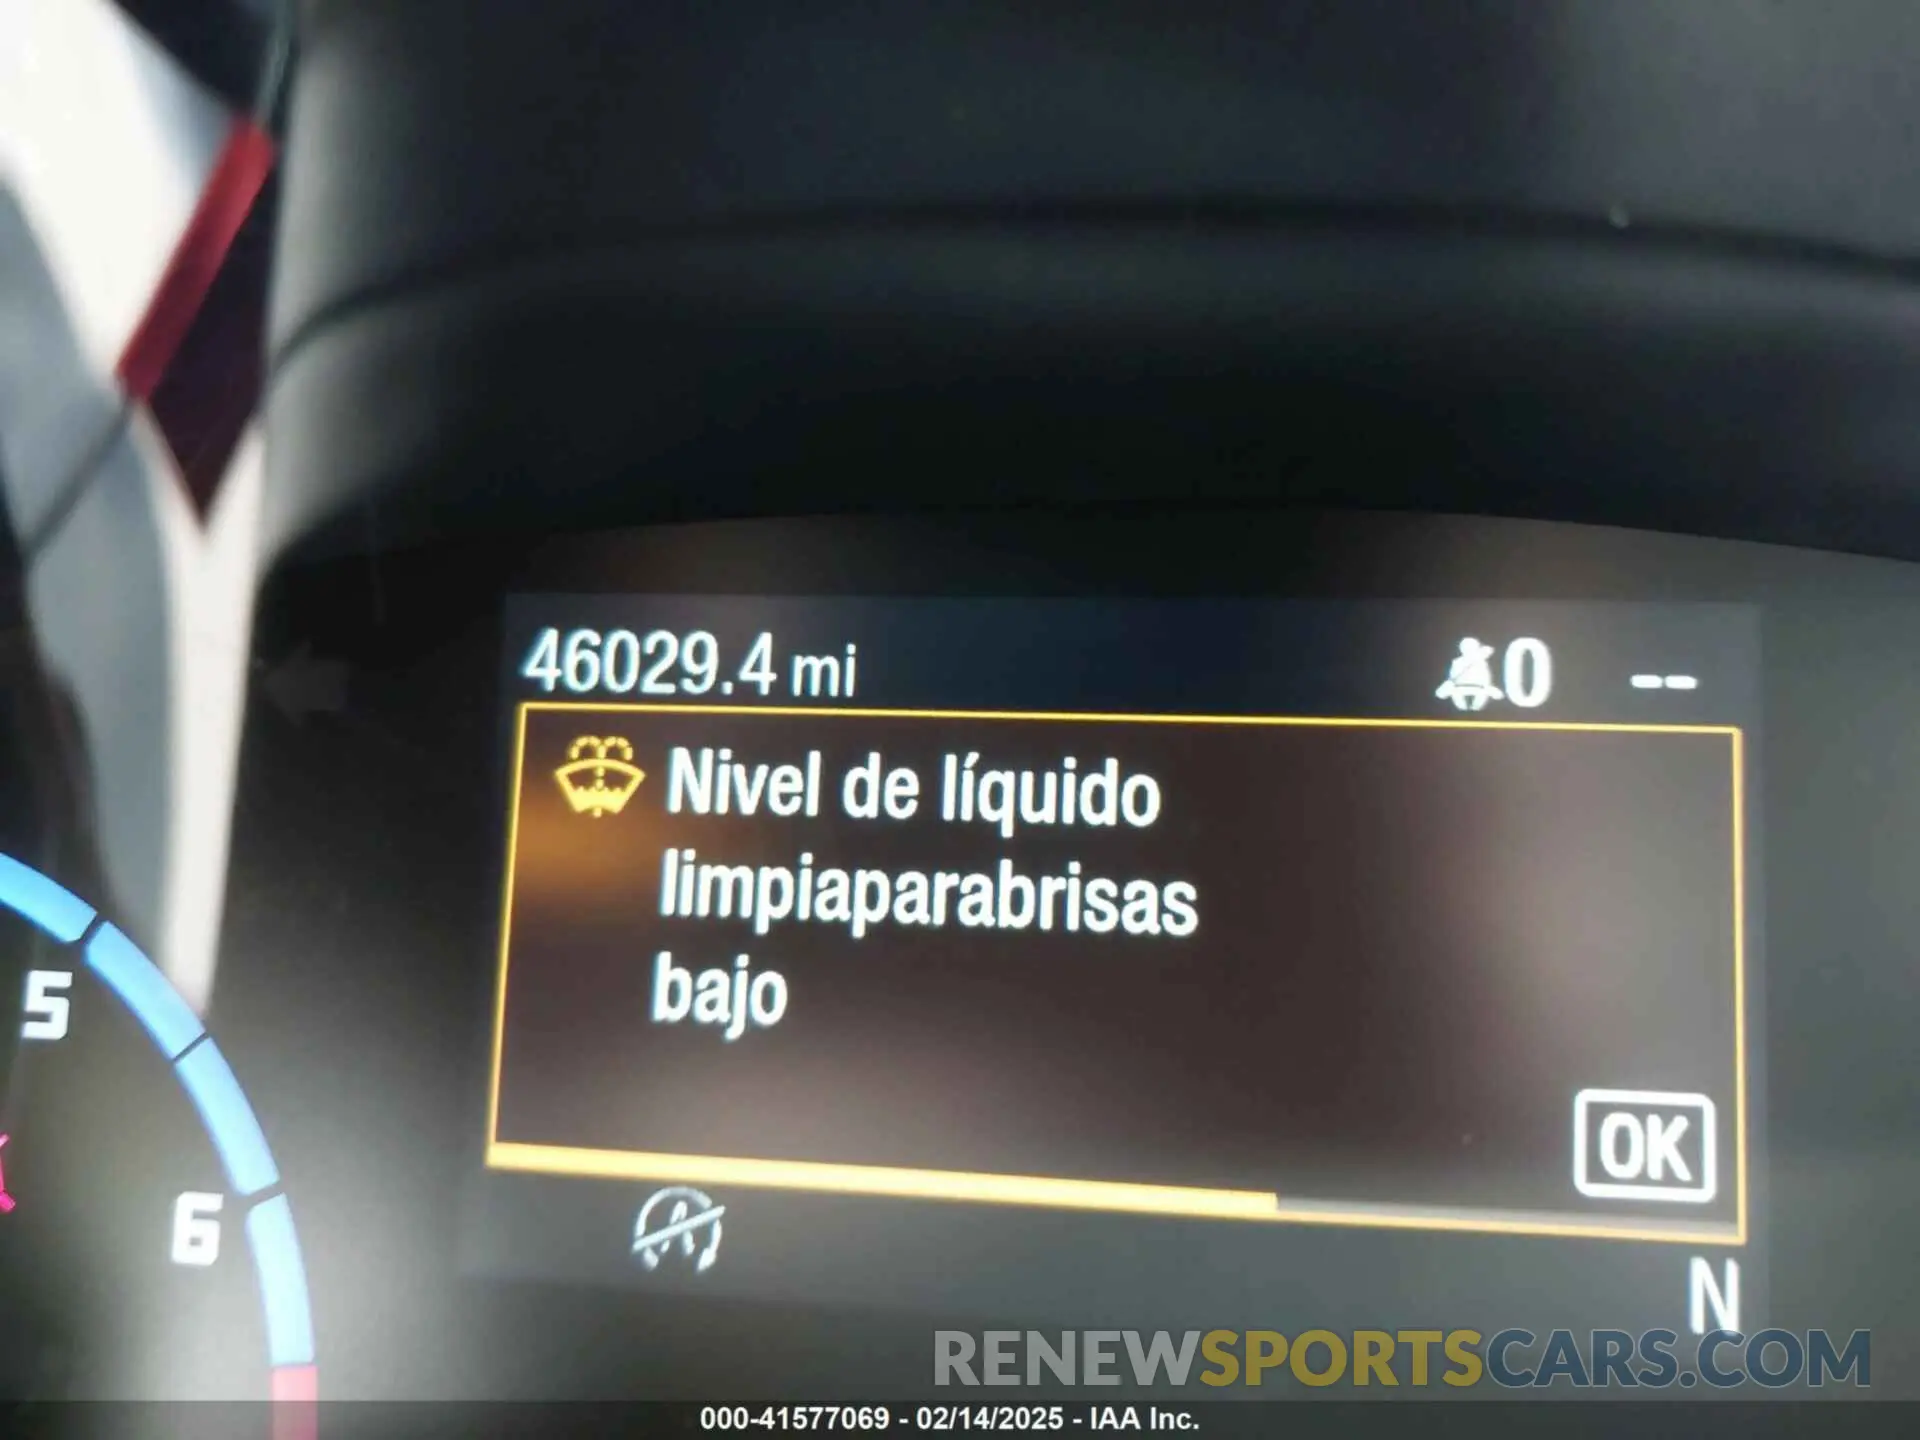 46029.4 mi 0 --
Nivel de líquido
limpiaparabrisas
bajo
5
OK
6
N
RENEWSPORTSCARS.COM
000-41577069 - 02/14/2025 - IAA Inc.